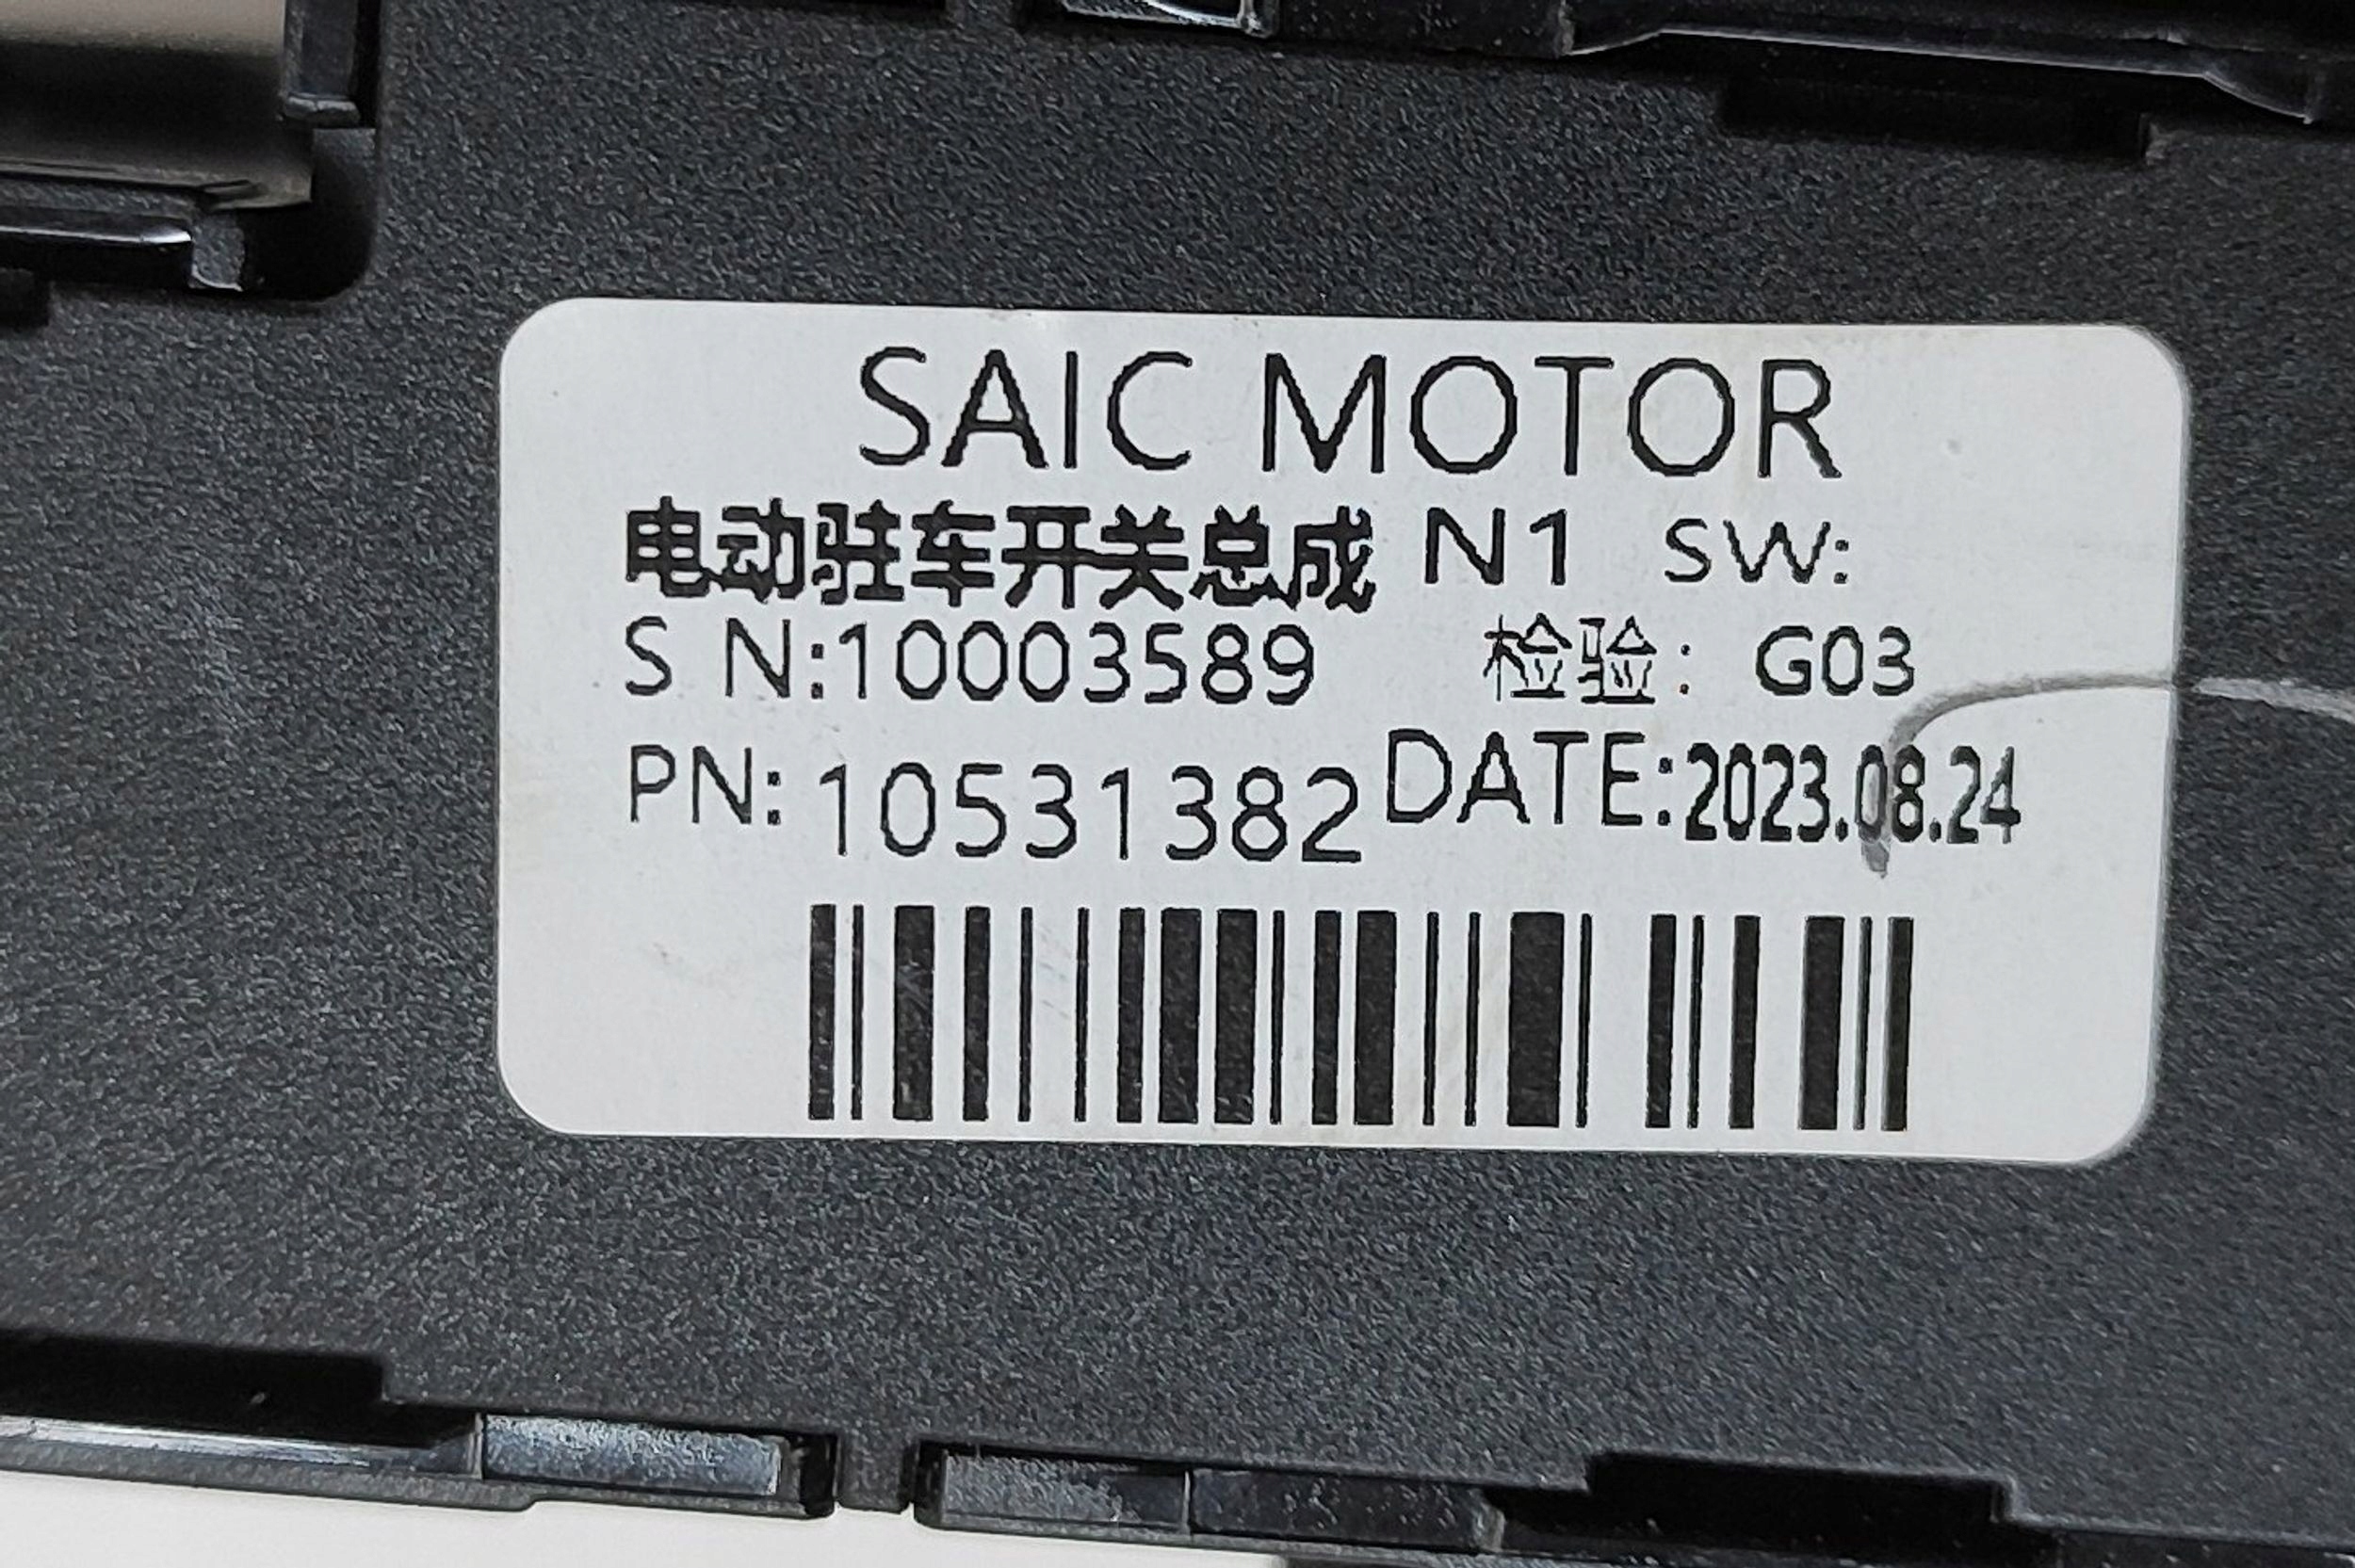 SAIC MOTOR
电动驻车开关总成 N1 SW:
S N:10003589 检验: G03
PN: 10531382 DATE:2023.08.24